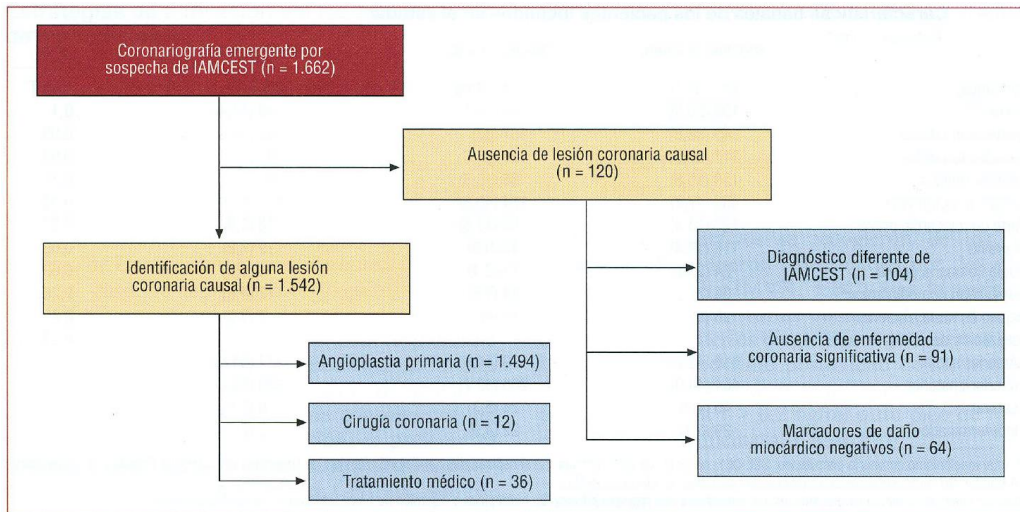 Coronariografía emergente por
sospecha de IAMCEST (n = 1.662)
Ausencia de lesión coronaria causal
(n = 120)
Identificación de alguna lesión
coronaria causal (n = 1.542)
Diagnóstico diferente de
IAMCEST (n = 104)
Ausencia de enfermedad
coronaria significativa (n = 91)
Marcadores de daño
miocárdico negativos (n = 64)
Angioplastia primaria (n = 1.494)
Cirugía coronaria (n = 12)
Tratamiento médico (n = 36)